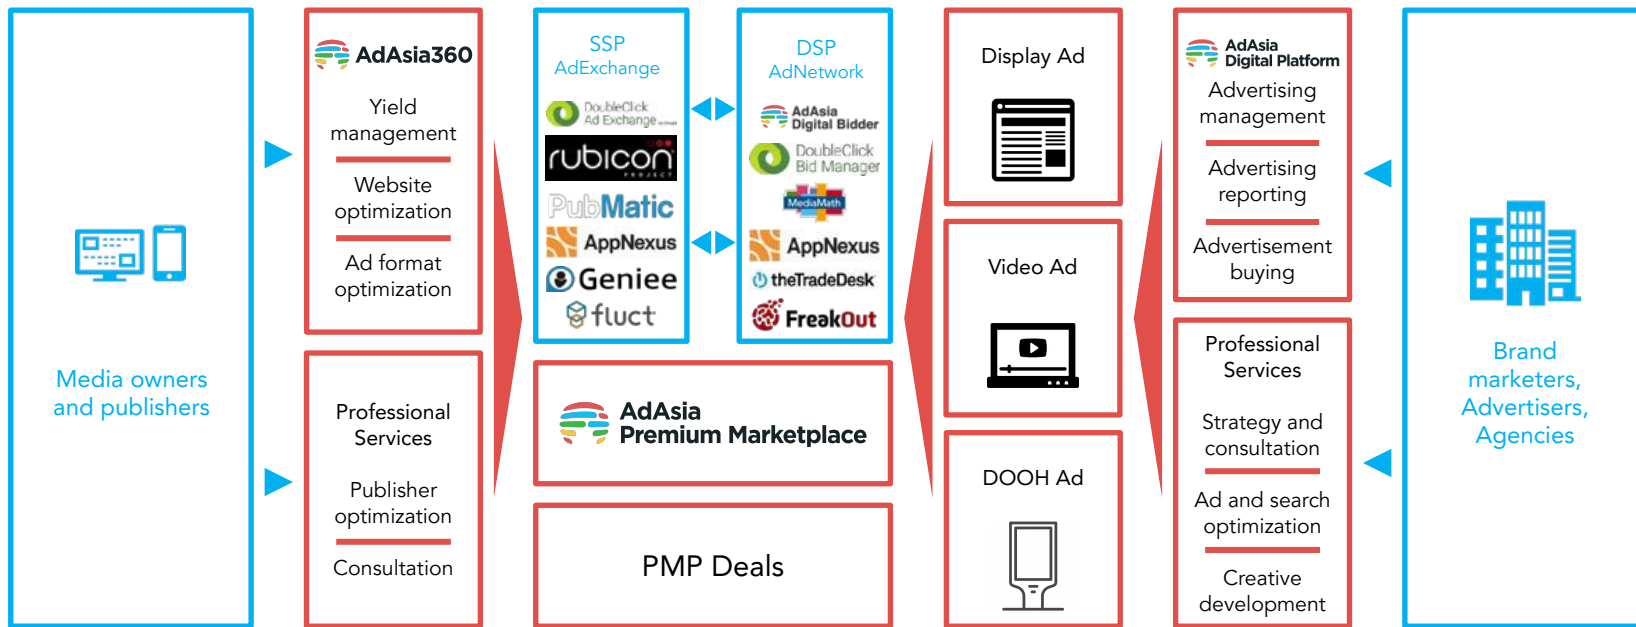 Media owners
and publishers
AdAsia360
Yield
management
Website
optimization
Ad format
optimization
Professional
Services
Publisher
optimization
Consultation
SSP
AdExchange
DoubleClick
Ad Exchange
rubicon
PROJECT
PubMatic
AppNexus
Geniee
fluct
DSP
AdNetwork
AdAsia
Digital Bidder
DoubleClick
Bid Manager
MediaMath
AppNexus
theTradeDesk
FreakOut
AdAsia
Premium Marketplace
PMP Deals
Display Ad
Video Ad
DOOH Ad
AdAsia
Digital Platform
Advertising
management
Advertising
reporting
Advertisement
buying
Professional
Services
Strategy and
consultation
Ad and search
optimization
Creative
development
Brand
marketers,
Advertisers,
Agencies